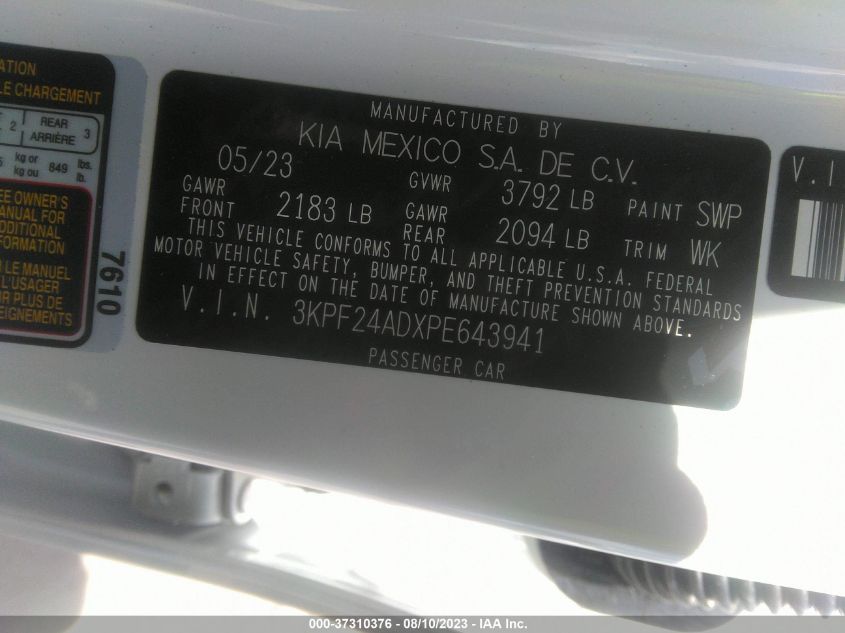 ATION
LE CHARGEMENT
2 REAR ARRIÈRE 3
kg or kg ou 849 lbs. lb.
EE OWNER'S
MANUAL FOR
ADDITIONAL
FORMATION
LE MANUEL
L'USAGER
UR PLUS DE
EIGNEMENTS
7610
MANUFACTURED BY
KIA MEXICO S.A. DE C.V.
05/23 GVWR 3792 LB PAINT SWP
GAWR FRONT 2183 LB GAWR REAR 2094 LB TRIM WK
THIS VEHICLE CONFORMS TO ALL APPLICABLE U.S.A. FEDERAL
MOTOR VEHICLE SAFETY, BUMPER, AND THEFT PREVENTION STANDARDS
IN EFFECT ON THE DATE OF MANUFACTURE SHOWN ABOVE.
V.I.N. 3KPF24ADXPE643941
PASSENGER CAR
V.I
000-37310376 - 08/10/2023 - IAA Inc.